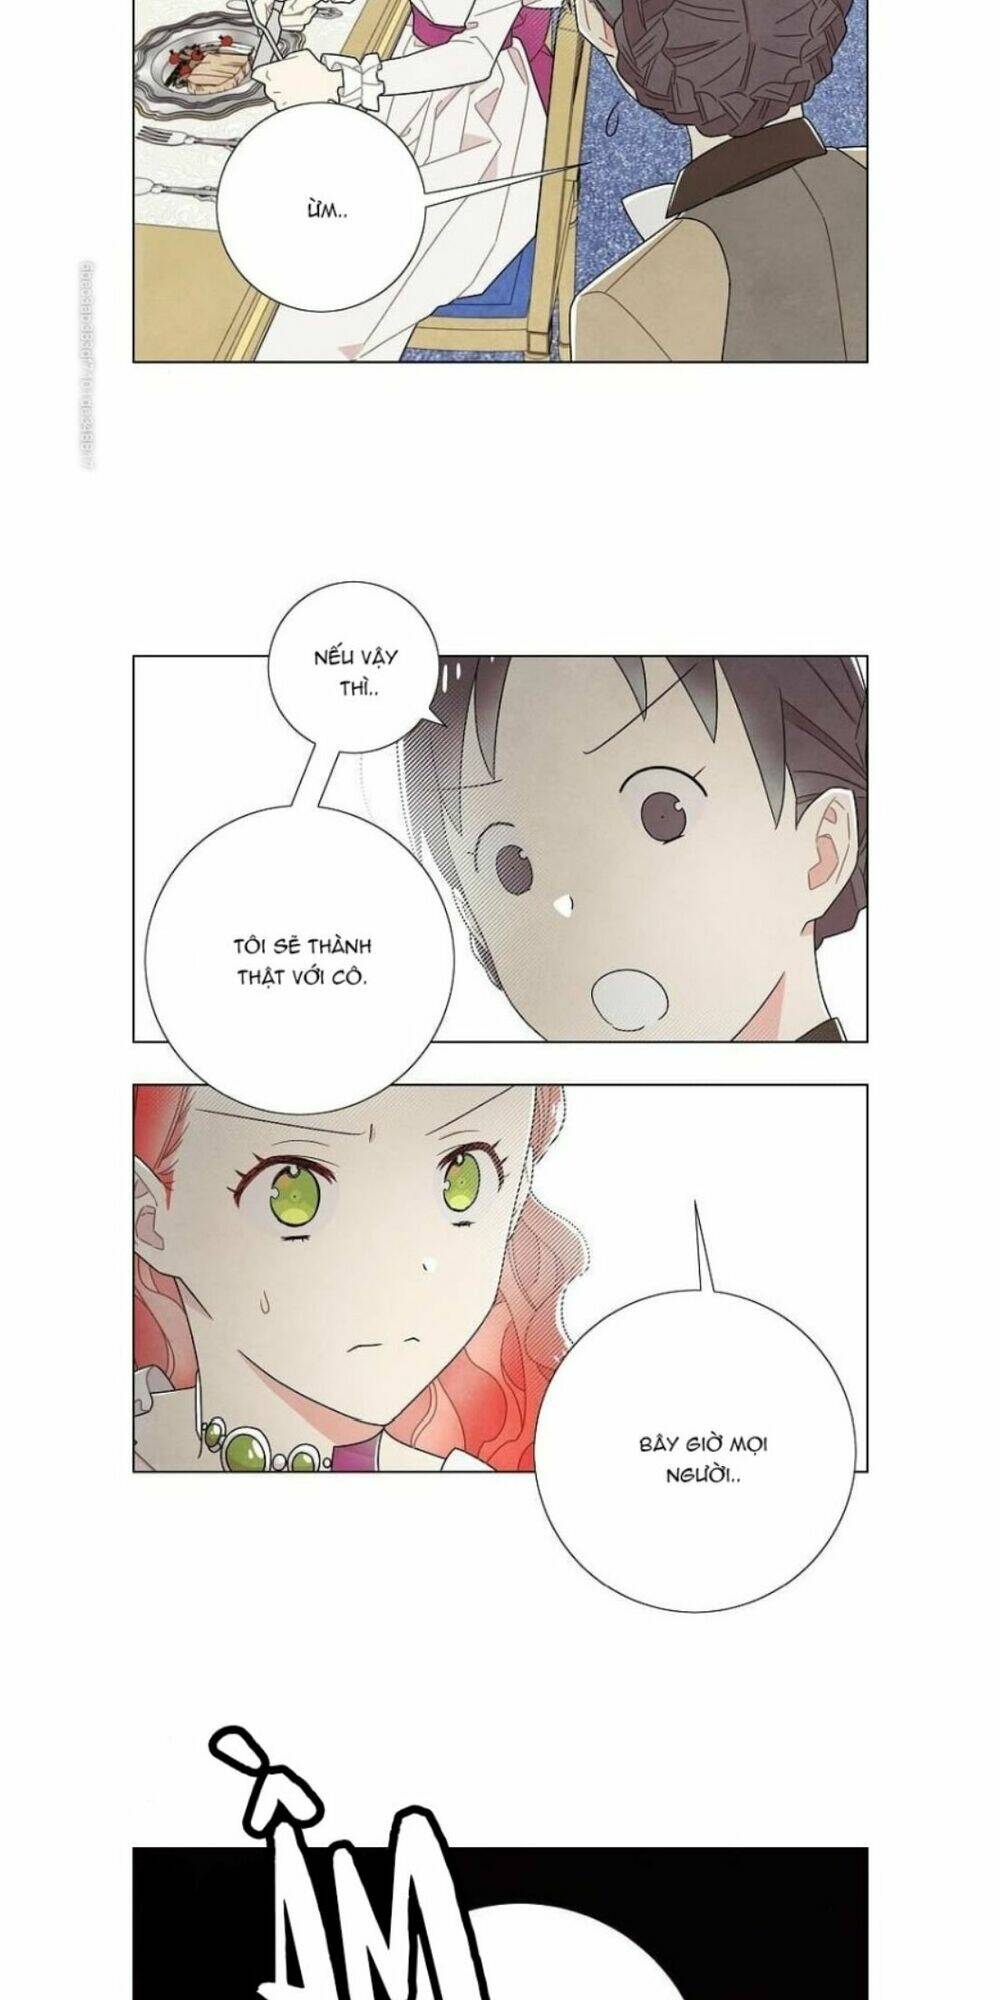 ỪM..
NẾU VẬY
THÌ..
TÔI SẼ THÀNH
THẬT VỚI CÔ.
BÂY GIỜ MỌI
NGƯỜI..
ẦM